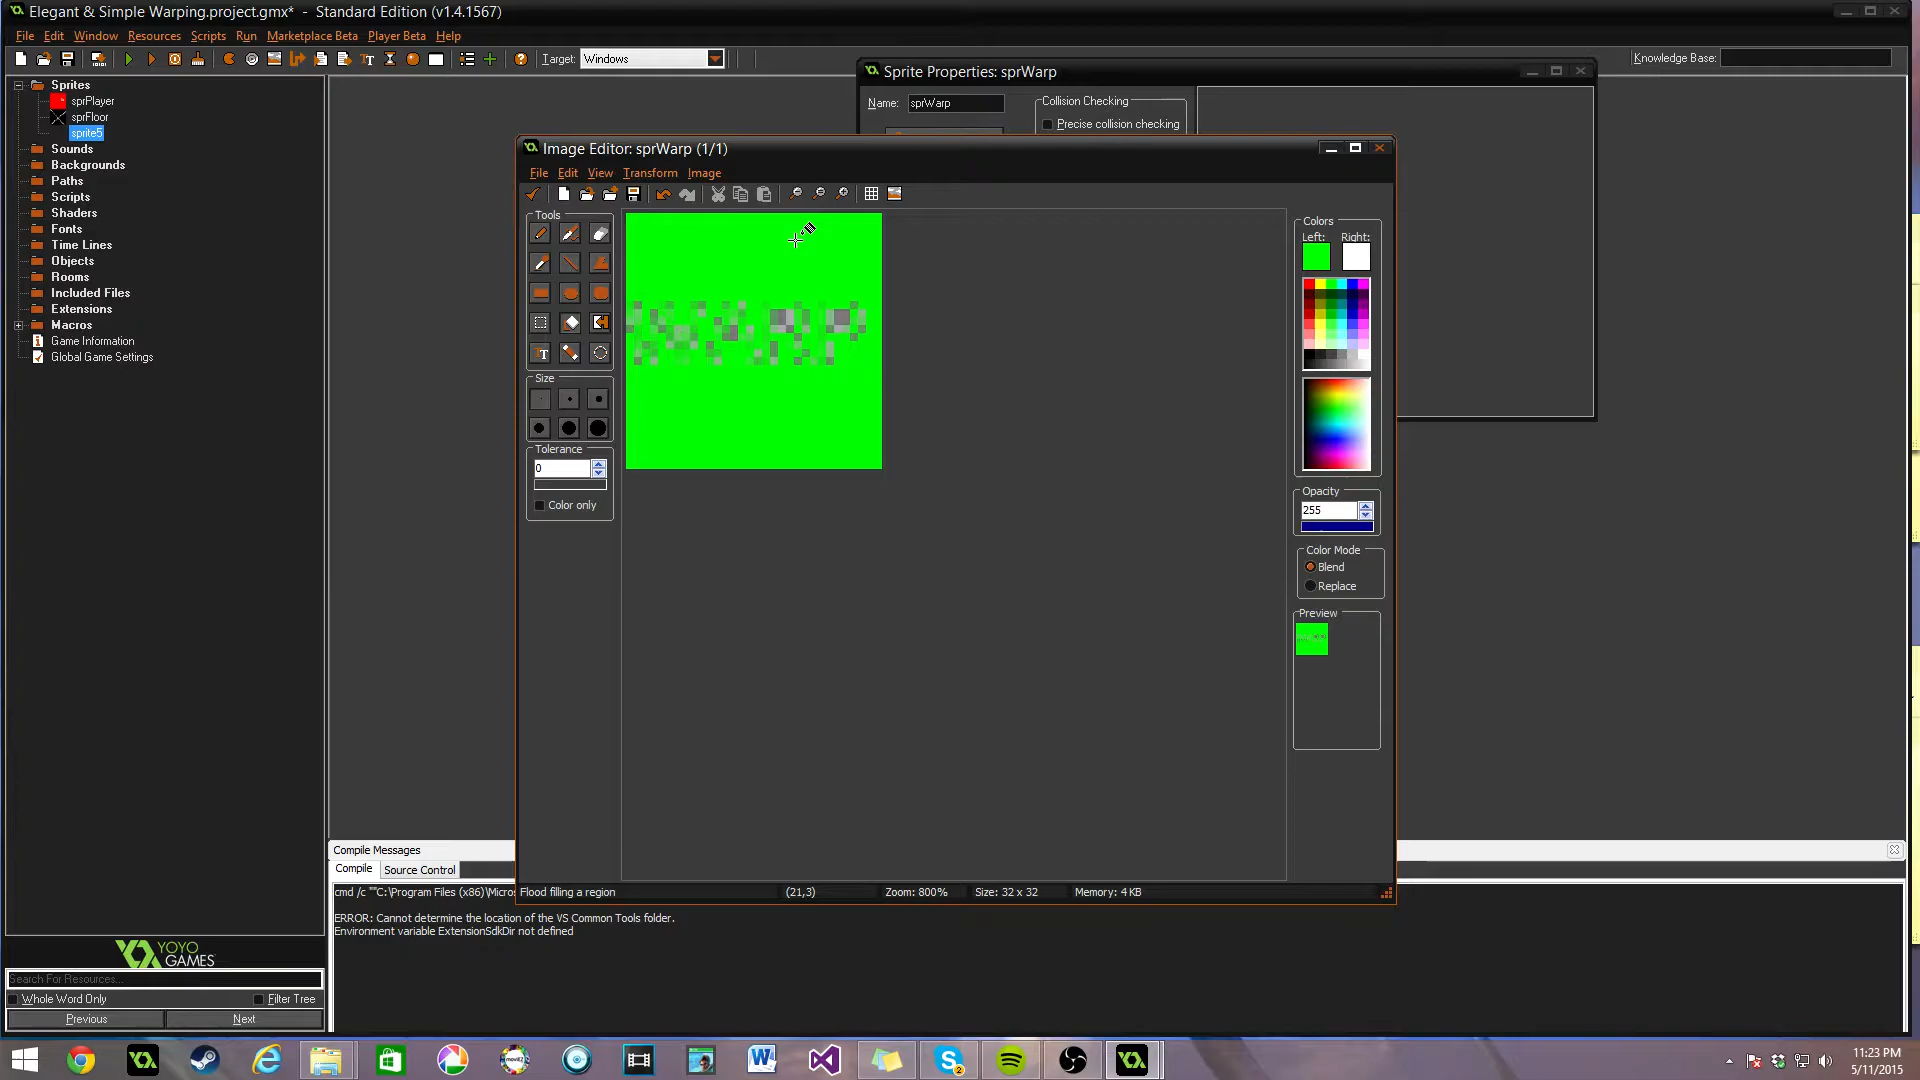 Elegant & Simple Warping.project.gmx* - Standard Edition (v1.4.1567)
File Edit Window Resources Scripts Run Marketplace Beta Player Beta Help
Target: Windows
Knowledge Base:
Sprites
sprPlayer
sprFloor
sprite5
Sounds
Backgrounds
Paths
Scripts
Shaders
Fonts
Time Lines
Objects
Rooms
Included Files
Extensions
Macros
Game Information
Global Game Settings
YOYO
GAMES
Search For Resources...
Whole Word Only Filter Tree
Previous Next
Sprite Properties: sprWarp
Name: sprWarp
Collision Checking
Precise collision checking
Image Editor: sprWarp (1/1)
File Edit View Transform Image
Tools
Size
Tolerance
0
Color only
Colors
Left: Right:
Opacity
255
Color Mode
Blend
Replace
Preview
Flood filling a region (21,3) Zoom: 800% Size: 32 x 32 Memory: 4 KB
Compile Messages
Compile Source Control
cmd /c ""C:\Program Files (x86)\Micros
ERROR: Cannot determine the location of the VS Common Tools folder.
Environment variable ExtensionSdkDir not defined
11:23 PM
5/11/2015